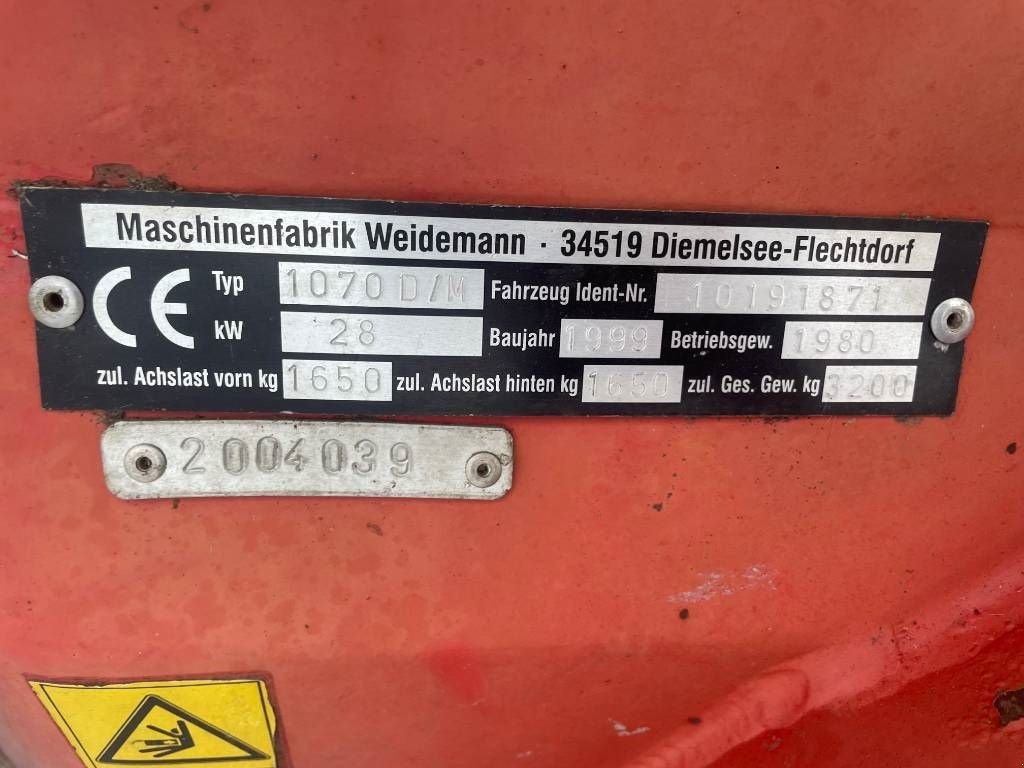 Maschinenfabrik Weidemann · 34519 Diemelsee-Flechtdorf
CE Typ 1070 D/M Fahrzeug Ident-Nr. 10191871
kW 28 Baujahr 1999 Betriebsgew. 1980
zul. Achslast vorn kg 1650 zul. Achslast hinten kg 1650 zul. Ges. Gew. kg 3200
2004039